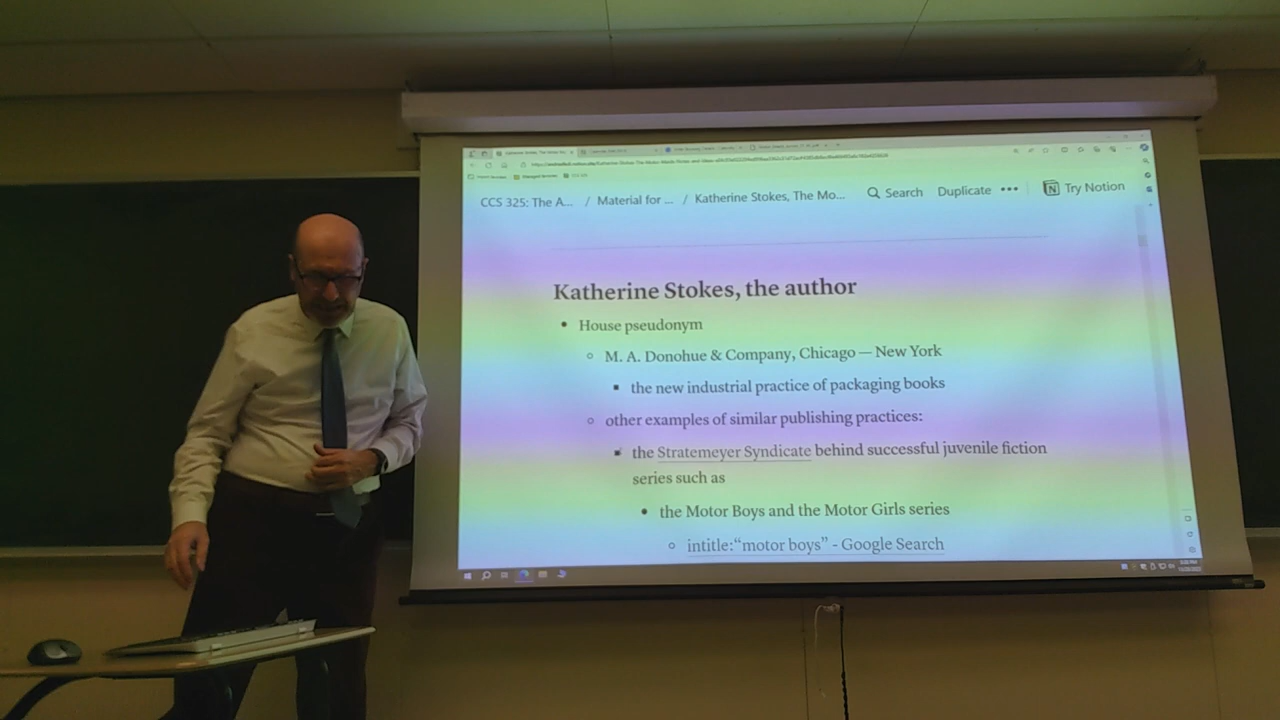 CCS 325: The A... / Material for ... / Katherine Stokes, The Mo... Search Duplicate ••• Try Notion
Katherine Stokes, the author
• House pseudonym
◦ M. A. Donohue & Company, Chicago — New York
▪ the new industrial practice of packaging books
◦ other examples of similar publishing practices:
▪ the Stratemeyer Syndicate behind successful juvenile fiction
series such as
• the Motor Boys and the Motor Girls series
◦ intitle:“motor boys” - Google Search